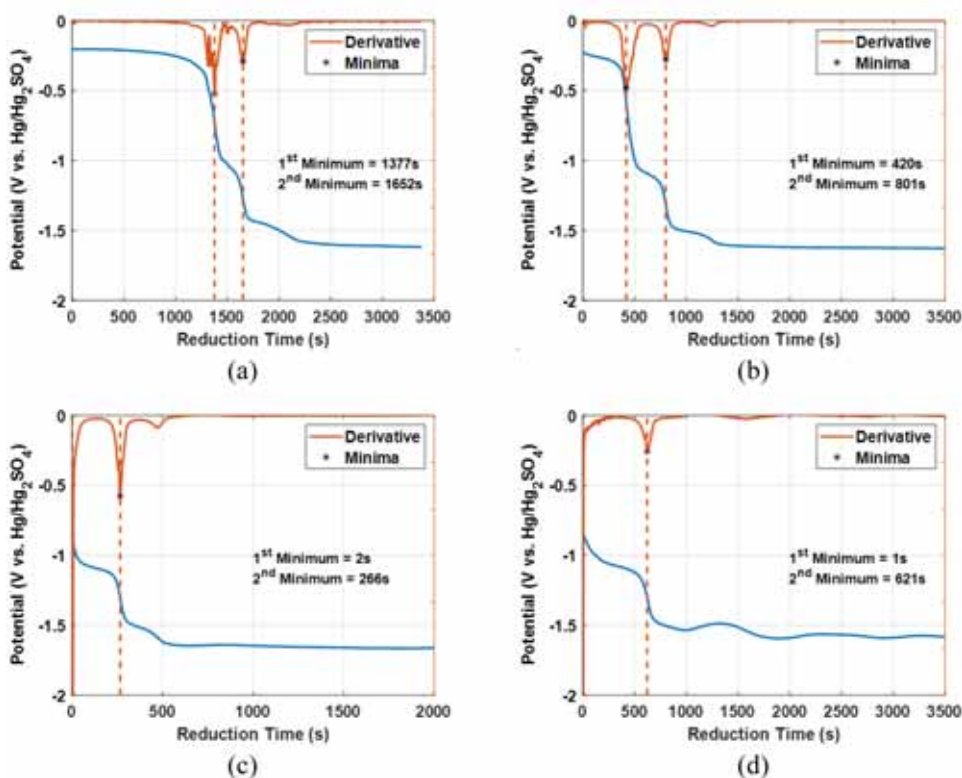 0
-0.5
-1
-1.5
-2
Potential (V vs. Hg/Hg2SO4)
Derivative
Minima
1st Minimum = 1377s
2nd Minimum = 1652s
0 500 1000 1500 2000 2500 3000 3500
Reduction Time (s)
(a)
0
-0.5
-1
-1.5
-2
Potential (V vs. Hg/Hg2SO4)
Derivative
Minima
1st Minimum = 420s
2nd Minimum = 801s
0 500 1000 1500 2000 2500 3000 3500
Reduction Time (s)
(b)
0
-0.5
-1
-1.5
-2
Potential (V vs. Hg/Hg2SO4)
Derivative
Minima
1st Minimum = 2s
2nd Minimum = 266s
0 500 1000 1500 2000
Reduction Time (s)
(c)
0
-0.5
-1
-1.5
-2
Potential (V vs. Hg/Hg2SO4)
Derivative
Minima
1st Minimum = 1s
2nd Minimum = 621s
0 500 1000 1500 2000 2500 3000 3500
Reduction Time (s)
(d)